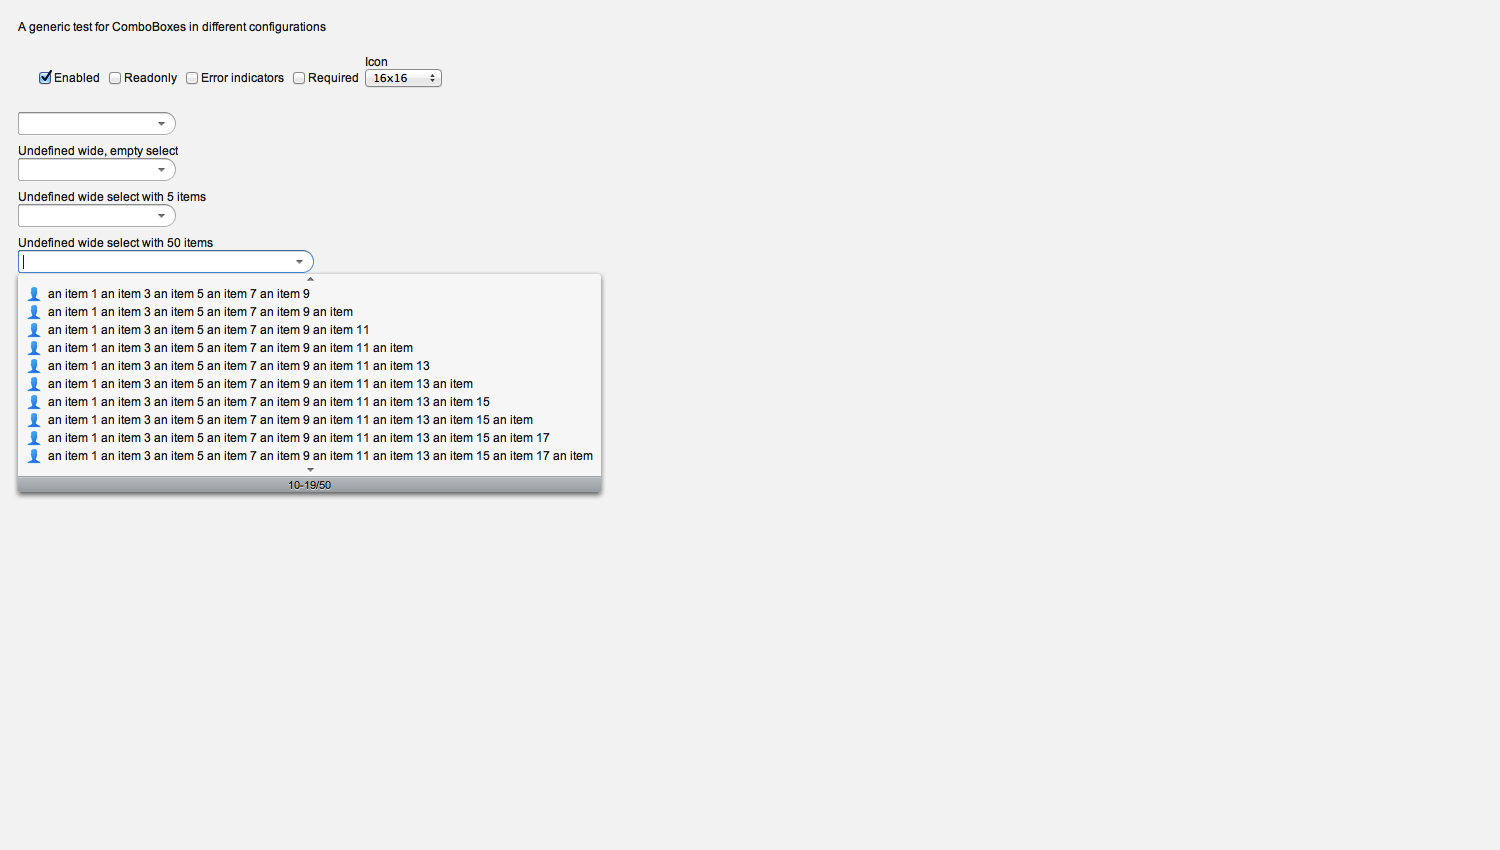 A generic test for ComboBoxes in different configurations
Icon
Enabled Readonly Error indicators Required 16x16
Undefined wide, empty select
Undefined wide select with 5 items
Undefined wide select with 50 items
an item 1 an item 3 an item 5 an item 7 an item 9
an item 1 an item 3 an item 5 an item 7 an item 9 an item
an item 1 an item 3 an item 5 an item 7 an item 9 an item 11
an item 1 an item 3 an item 5 an item 7 an item 9 an item 11 an item
an item 1 an item 3 an item 5 an item 7 an item 9 an item 11 an item 13
an item 1 an item 3 an item 5 an item 7 an item 9 an item 11 an item 13 an item
an item 1 an item 3 an item 5 an item 7 an item 9 an item 11 an item 13 an item 15
an item 1 an item 3 an item 5 an item 7 an item 9 an item 11 an item 13 an item 15 an item
an item 1 an item 3 an item 5 an item 7 an item 9 an item 11 an item 13 an item 15 an item 17
an item 1 an item 3 an item 5 an item 7 an item 9 an item 11 an item 13 an item 15 an item 17 an item
10-19/50